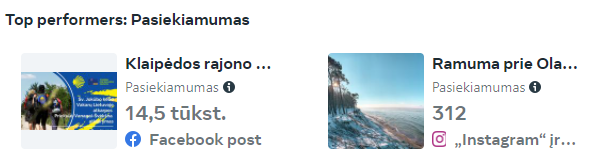 Top performers: Pasiekiamumas
Klaipėdos rajono ...
Pasiekiamumas
14,5 tūkst.
Facebook post
Ramuma prie Ola...
Pasiekiamumas
312
„Instagram“ įr...